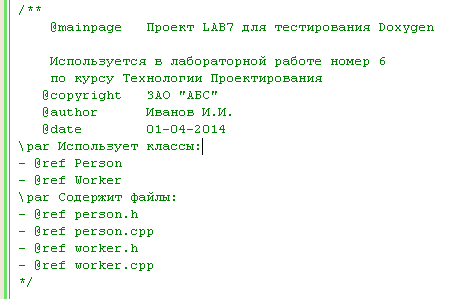 /**
@mainpage Проект LAB7 для тестирования Doxygen
Используется в лабораторной работе номер 6
по курсу Технологии Проектирования
@copyright ЗАО "АБС"
@author Иванов И.И.
@date 01-04-2014
\par Использует классы:
- @ref Person
- @ref Worker
\par Содержит файлы:
- @ref person.h
- @ref person.cpp
- @ref worker.h
- @ref worker.cpp
*/